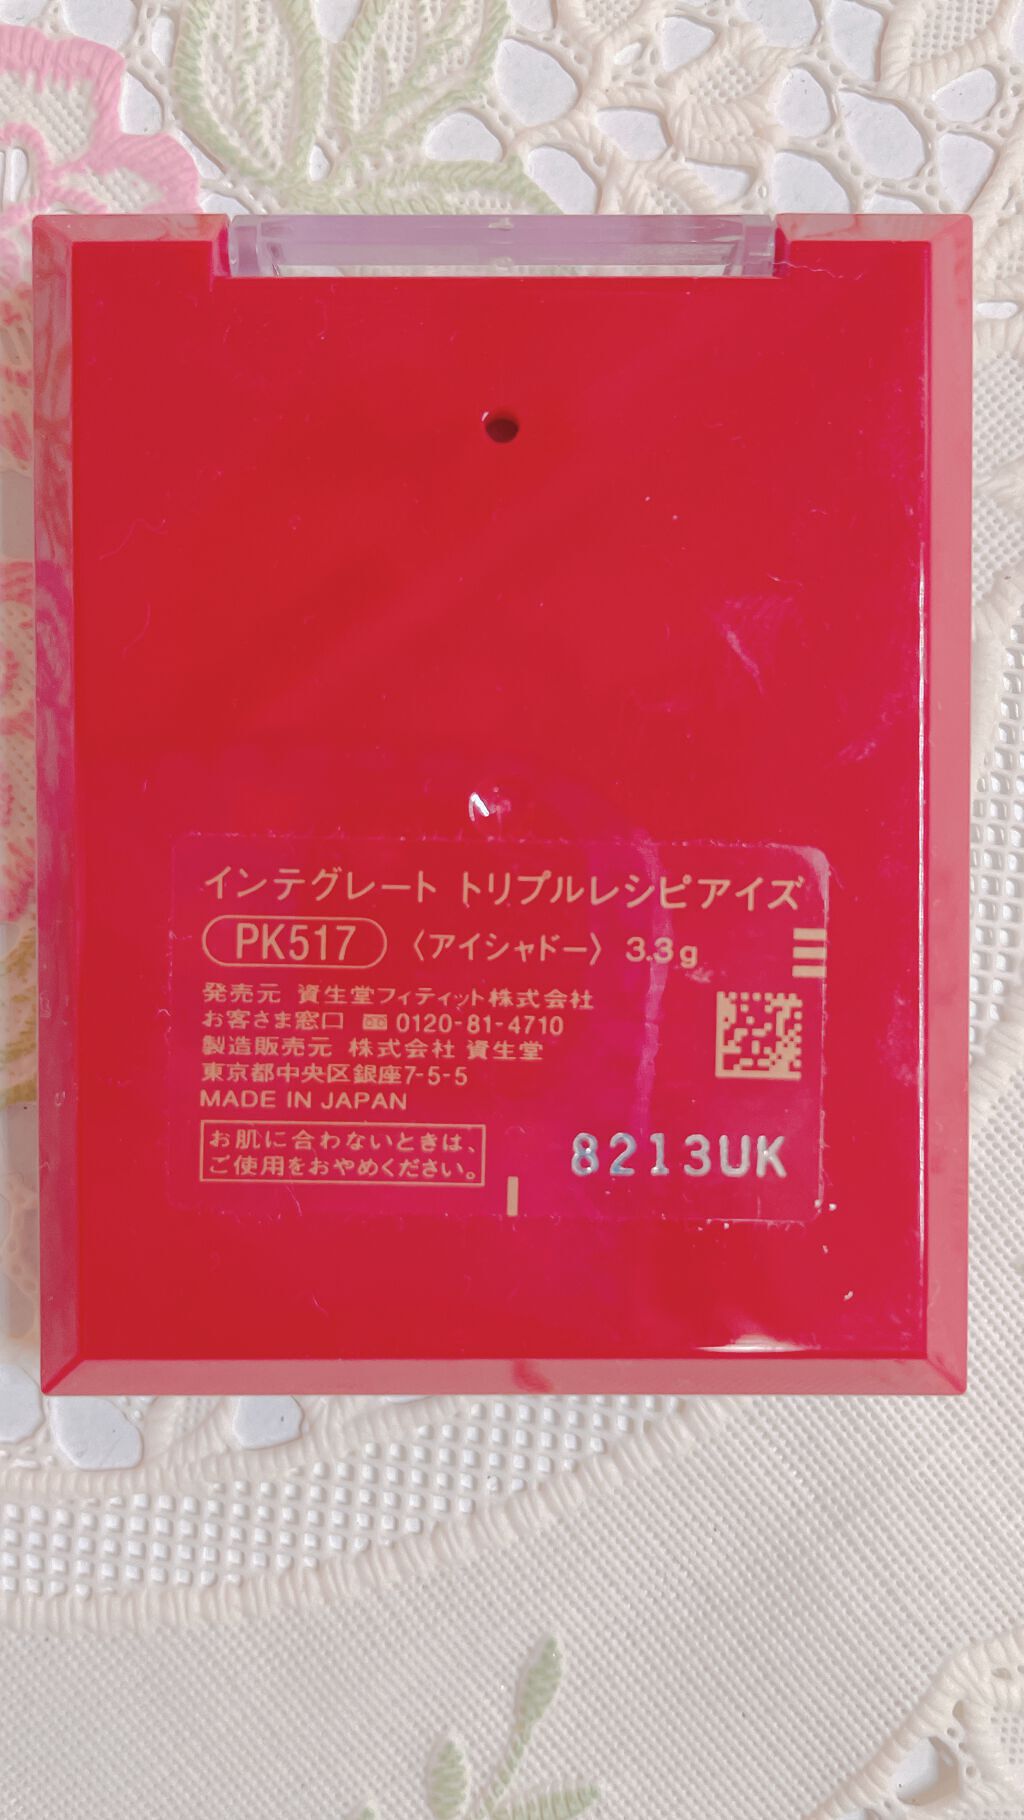 インテグレート トリプルレシピアイズ
PK517 〈アイシャドー〉 3.3g
発売元 資生堂フィティット株式会社
お客さま窓口 0120-81-4710
製造販売元 株式会社 資生堂
東京都中央区銀座7-5-5
MADE IN JAPAN
お肌に合わないときは、
ご使用をおやめください。
8213UK